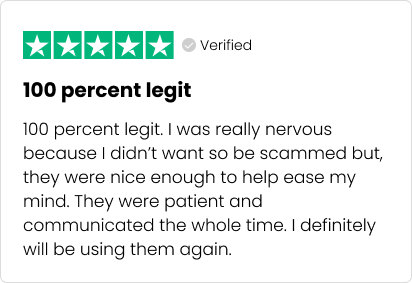 Verified
100 percent legit
100 percent legit. I was really nervous
because I didn’t want so be scammed but,
they were nice enough to help ease my
mind. They were patient and
communicated the whole time. I definitely
will be using them again.